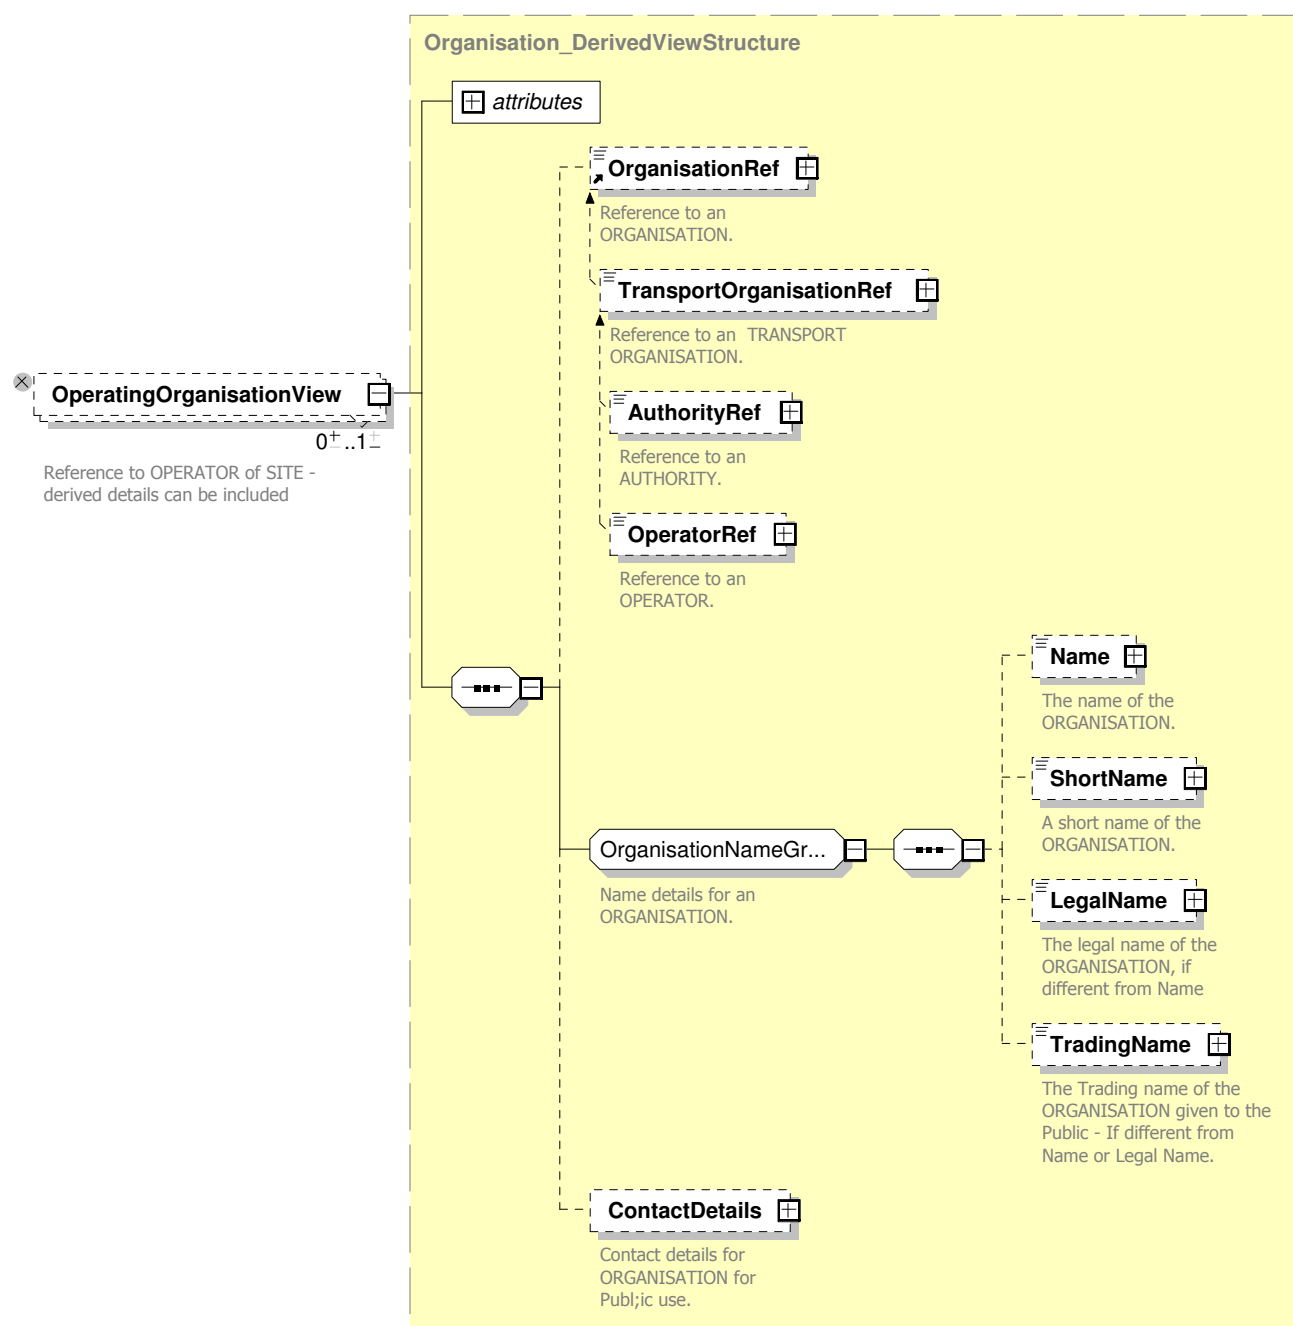 Organisation_DerivedViewStructure
attributes
OrganisationRef
Reference to an
ORGANISATION.
TransportOrganisationRef
Reference to an  TRANSPORT
ORGANISATION.
OperatingOrganisationView
0±..1±
Reference to OPERATOR of SITE -
derived details can be included
AuthorityRef
Reference to an
AUTHORITY.
OperatorRef
Reference to an
OPERATOR.
Name
The name of the
ORGANISATION.
ShortName
A short name of the
ORGANISATION.
OrganisationNameGr...
Name details for an
ORGANISATION.
LegalName
The legal name of the
ORGANISATION, if
different from Name
TradingName
The Trading name of the
ORGANISATION given to the
Public - If different from
Name or Legal Name.
ContactDetails
Contact details for
ORGANISATION for
Publ;ic use.